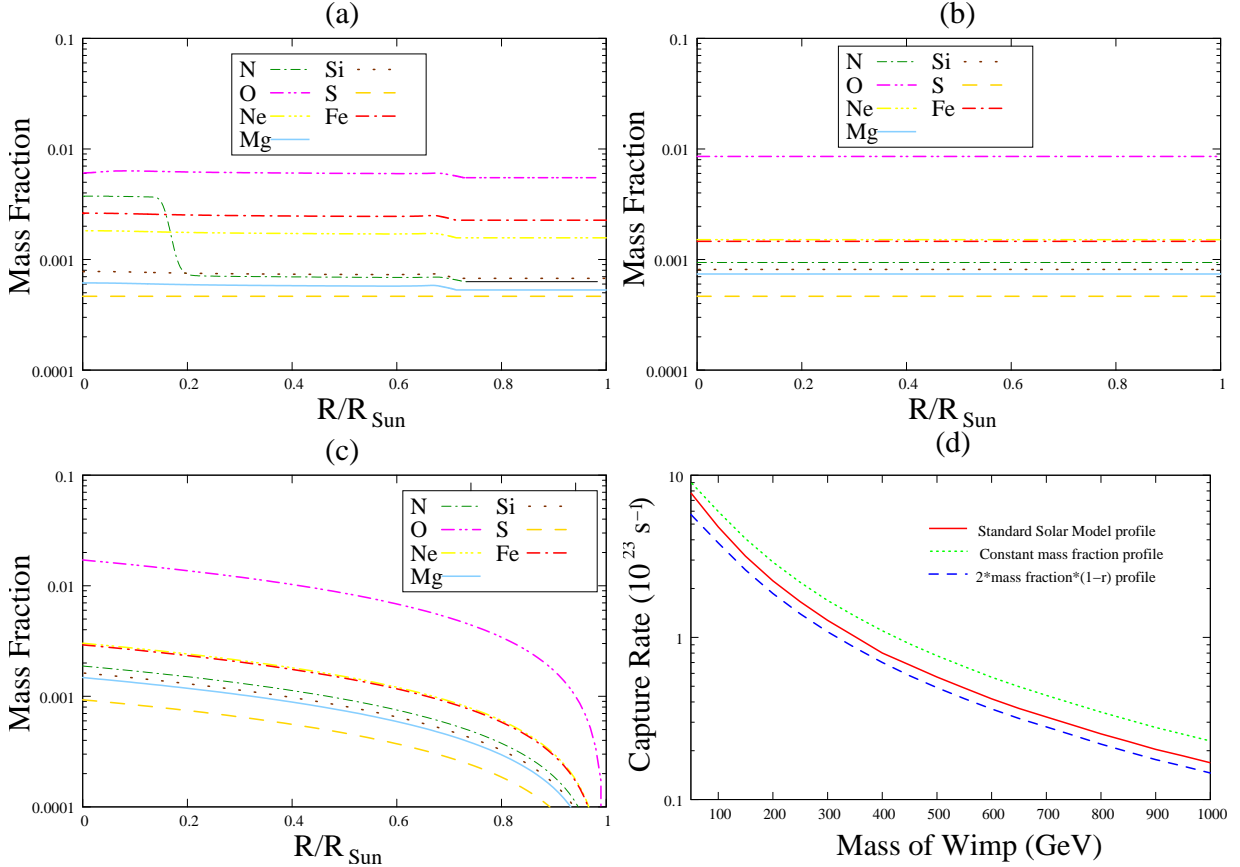 (a)
0.1
0.01
0.001
0.0001
Mass Fraction
N
Si
O
S
Ne
Fe
Mg
0
0.2
0.4
0.6
0.8
1
R/R Sun
(b)
0.1
0.01
0.001
0.0001
Mass Fraction
N
Si
O
S
Ne
Fe
Mg
0
0.2
0.4
0.6
0.8
1
R/R Sun
(c)
0.1
0.01
0.001
0.0001
Mass Fraction
N
Si
O
S
Ne
Fe
Mg
0
0.2
0.4
0.6
0.8
1
R/R Sun
(d)
10
1
0.1
Capture Rate (10²³ s⁻¹)
Standard Solar Model profile
Constant mass fraction profile
2*mass fraction*(1−r) profile
100
200
300
400
500
600
700
800
900
1000
Mass of Wimp (GeV)